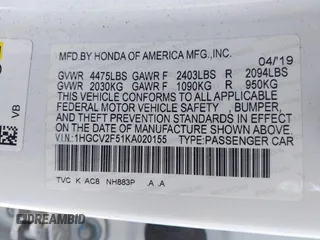 MFD.BY HONDA OF AMERICA MFG.,INC.
04/19
GVWR 4475LBS GAWR F 2403LBS R 2094LBS
GVWR 2030KG GAWR F 1090KG R 950KG
THIS VEHICLE CONFORMS TO ALL APPLICABLE
FEDERAL MOTOR VEHICLE SAFETY, BUMPER,
AND THEFT PREVENTION STANDARDS IN EFFECT
ON THE DATE OF MANUFACTURE SHOWN ABOVE.
V.I.N:1HGCV2F51KA020155 TYPE:PASSENGER CAR
TVC K AC8 NH883P .A .A
VB
DREAMBID